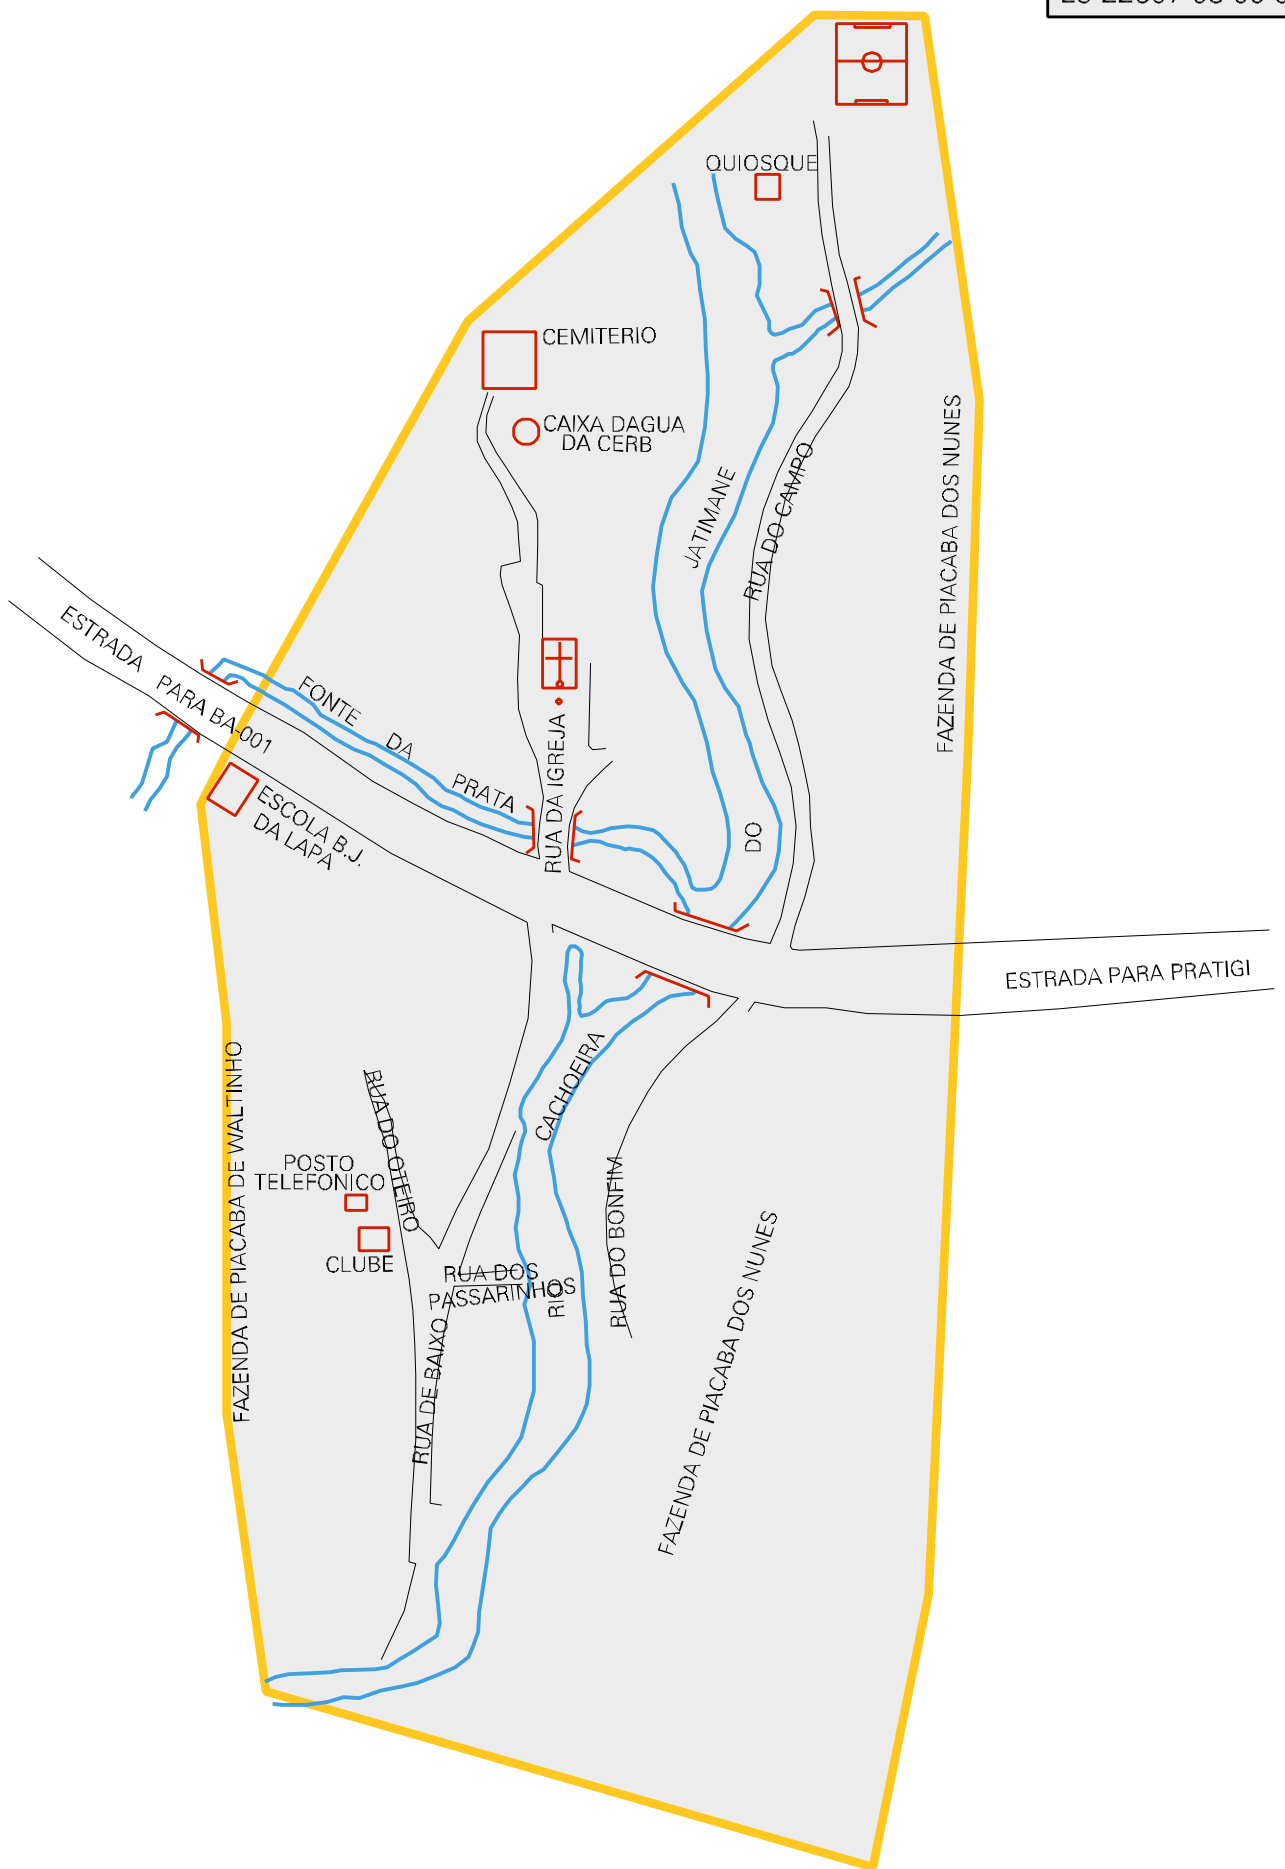 QUIOSQUE
CEMITERIO
CAIXA DAGUA
DA CERB
JATIMANE
RUA DO CAMPO
FAZENDA DE PIACABA DOS NUNES
ESTRADA PARA BA-001
FONTE DA PRATA
RUA DA IGREJA
ESCOLA B.J.
DA LAPA
DO
ESTRADA PARA PRATIGI
CACHOEIRA
FAZENDA DE PIACABA DE WALTINHO
RUA DO OTEIRO
POSTO
TELEFONICO
CLUBE
RUA DOS
PASSARINHOS
RIO
RUA DO BONFIM
RUA DE BAIXO
FAZENDA DE PIACABA DOS NUNES